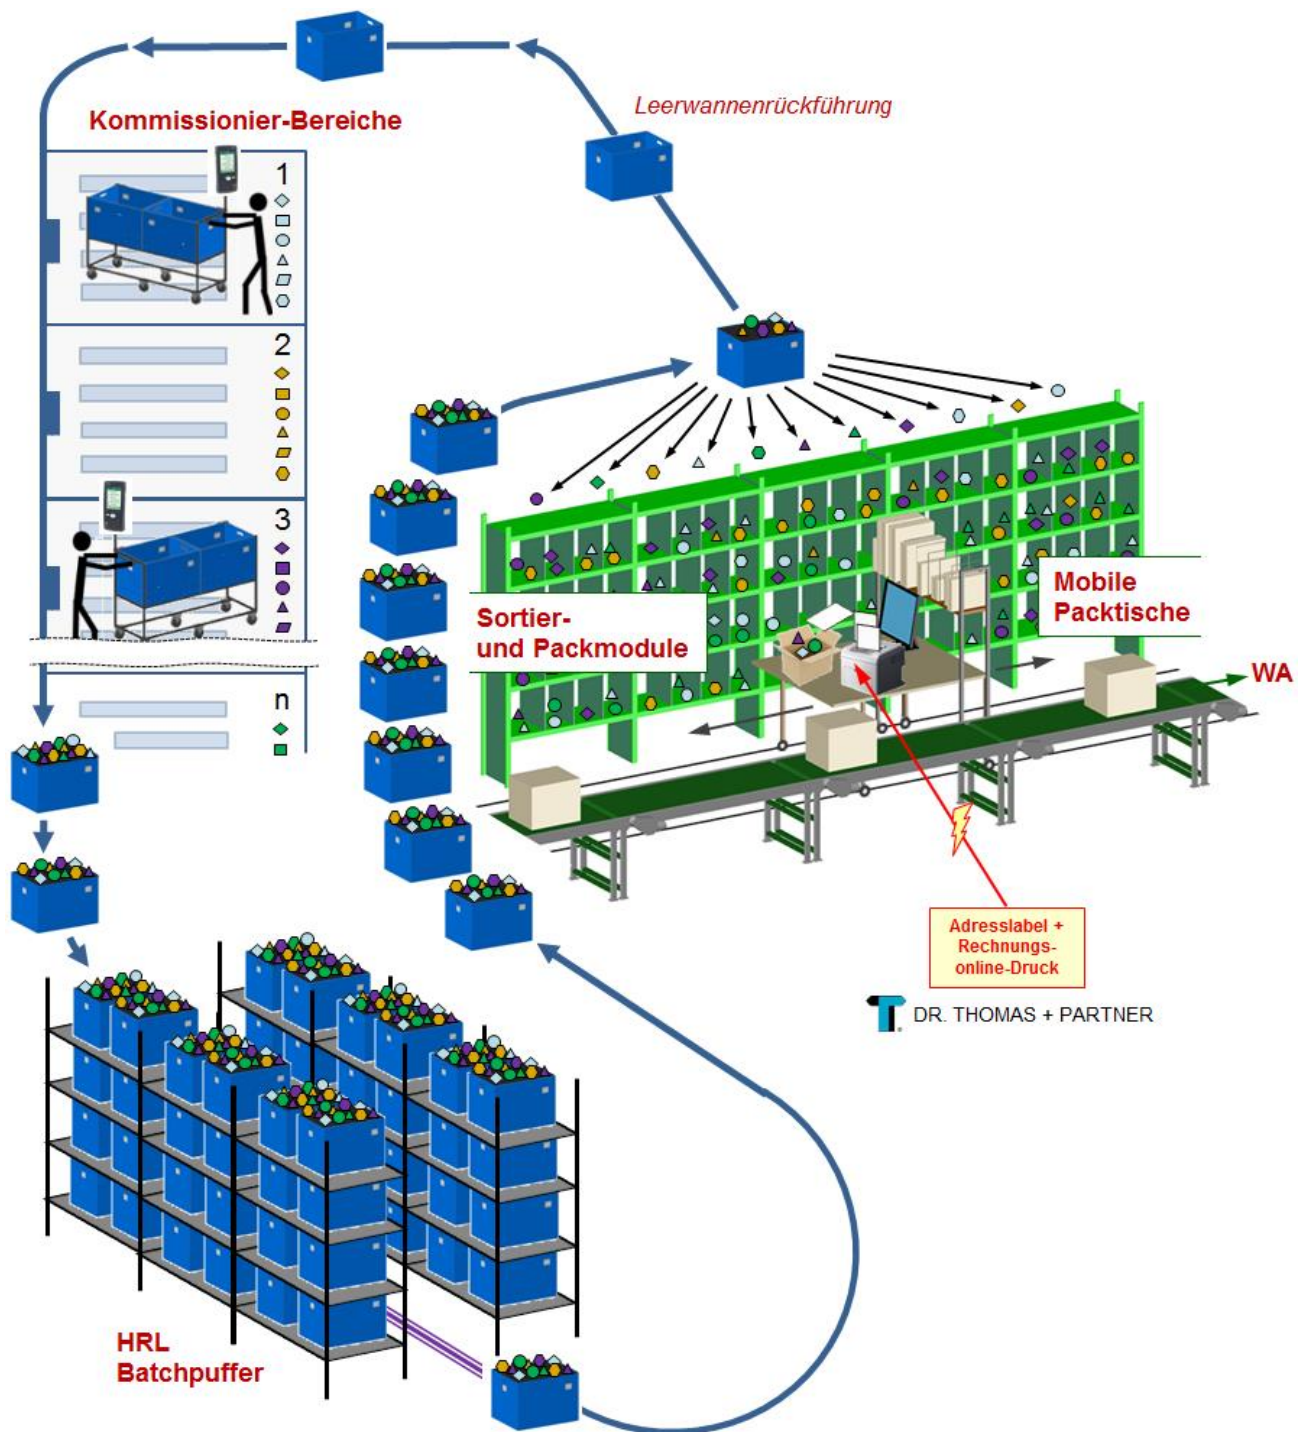 Leerwannenrückführung
Kommissionier-Bereiche
1
2
3
n
Sortier-
und Packmodule
Mobile
Packtische
WA
Adresslabel +
Rechnungs-
online-Druck
DR. THOMAS + PARTNER
HRL
Batchpuffer